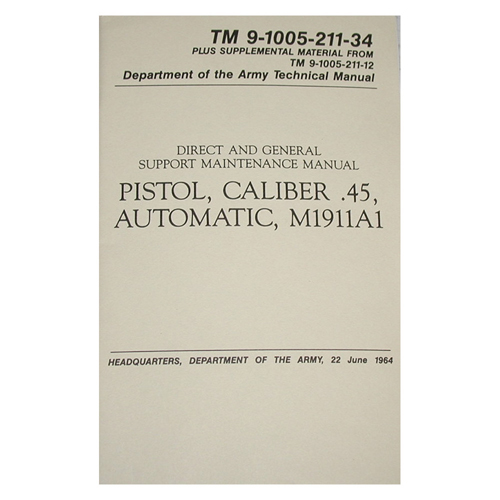 TM 9-1005-211-34
PLUS SUPPLEMENTAL MATERIAL FROM
TM 9-1005-211-12
Department of the Army Technical Manual
DIRECT AND GENERAL
SUPPORT MAINTENANCE MANUAL
PISTOL, CALIBER .45,
AUTOMATIC, M1911A1
HEADQUARTERS, DEPARTMENT OF THE ARMY, 22 June 1964